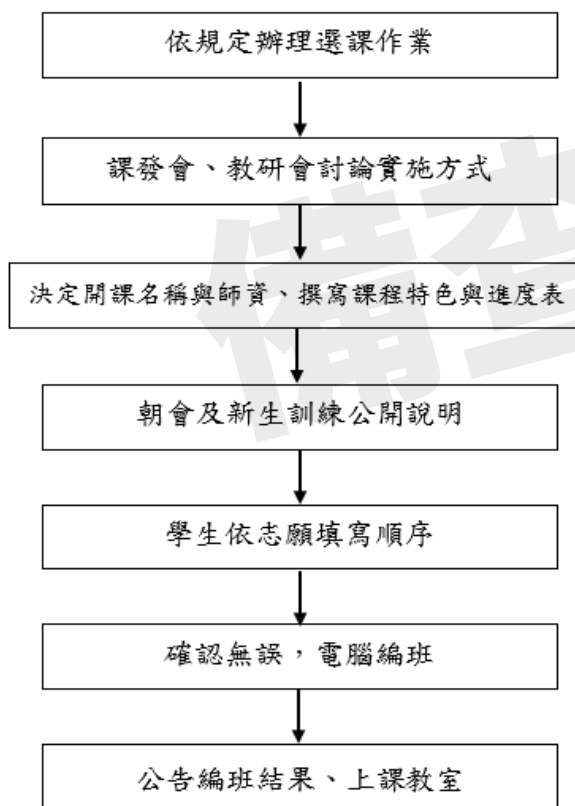 依規定辦理選課作業
課發會、教研會討論實施方式
決定開課名稱與師資、撰寫課程特色與進度表
朝會及新生訓練公開說明
學生依志願填寫順序
確認無誤，電腦編班
公告編班結果、上課教室
備查